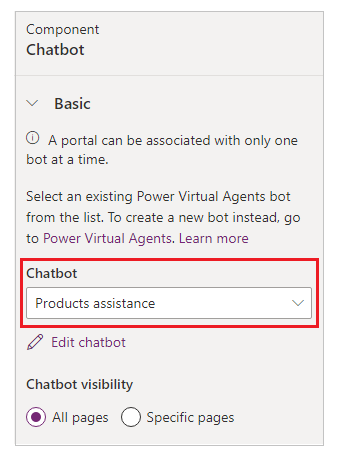 Component
Chatbot
Basic
A portal can be associated with only one
bot at a time.
Select an existing Power Virtual Agents bot
from the list. To create a new bot instead, go
to Power Virtual Agents. Learn more
Chatbot
Products assistance
Edit chatbot
Chatbot visibility
All pages Specific pages